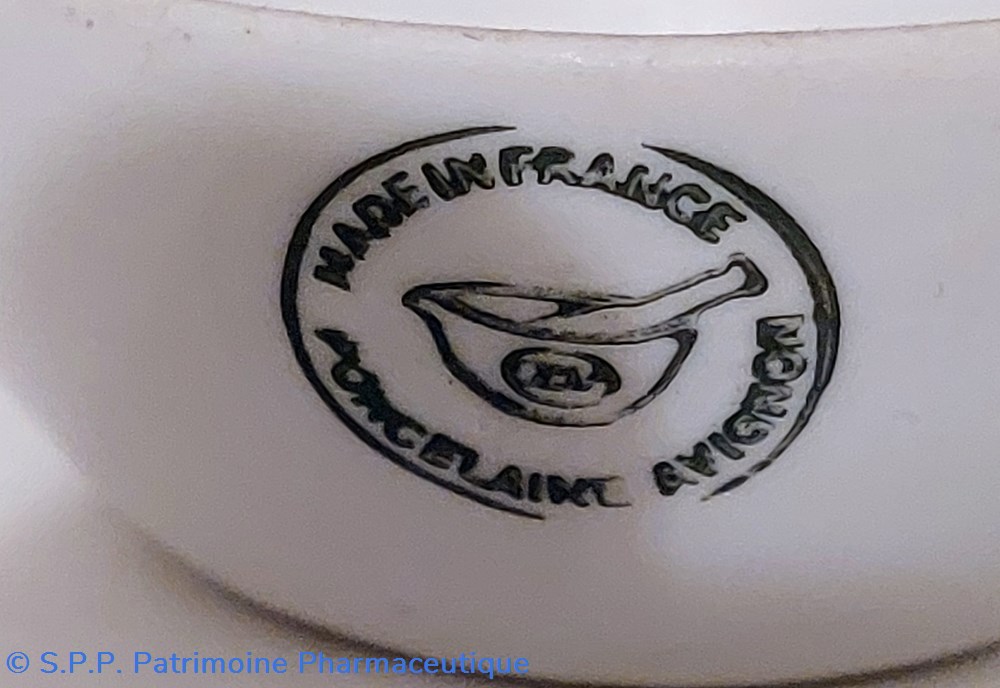 MADE IN FRANCE
PORCELAINE AVIGNON
© S.P.P. Patrimoine Pharmaceutique